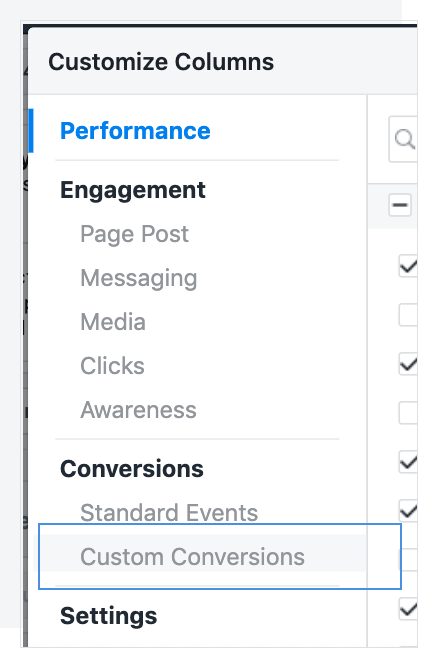 Customize Columns
Performance
Engagement
Page Post
Messaging
Media
Clicks
Awareness
Conversions
Standard Events
Custom Conversions
Settings